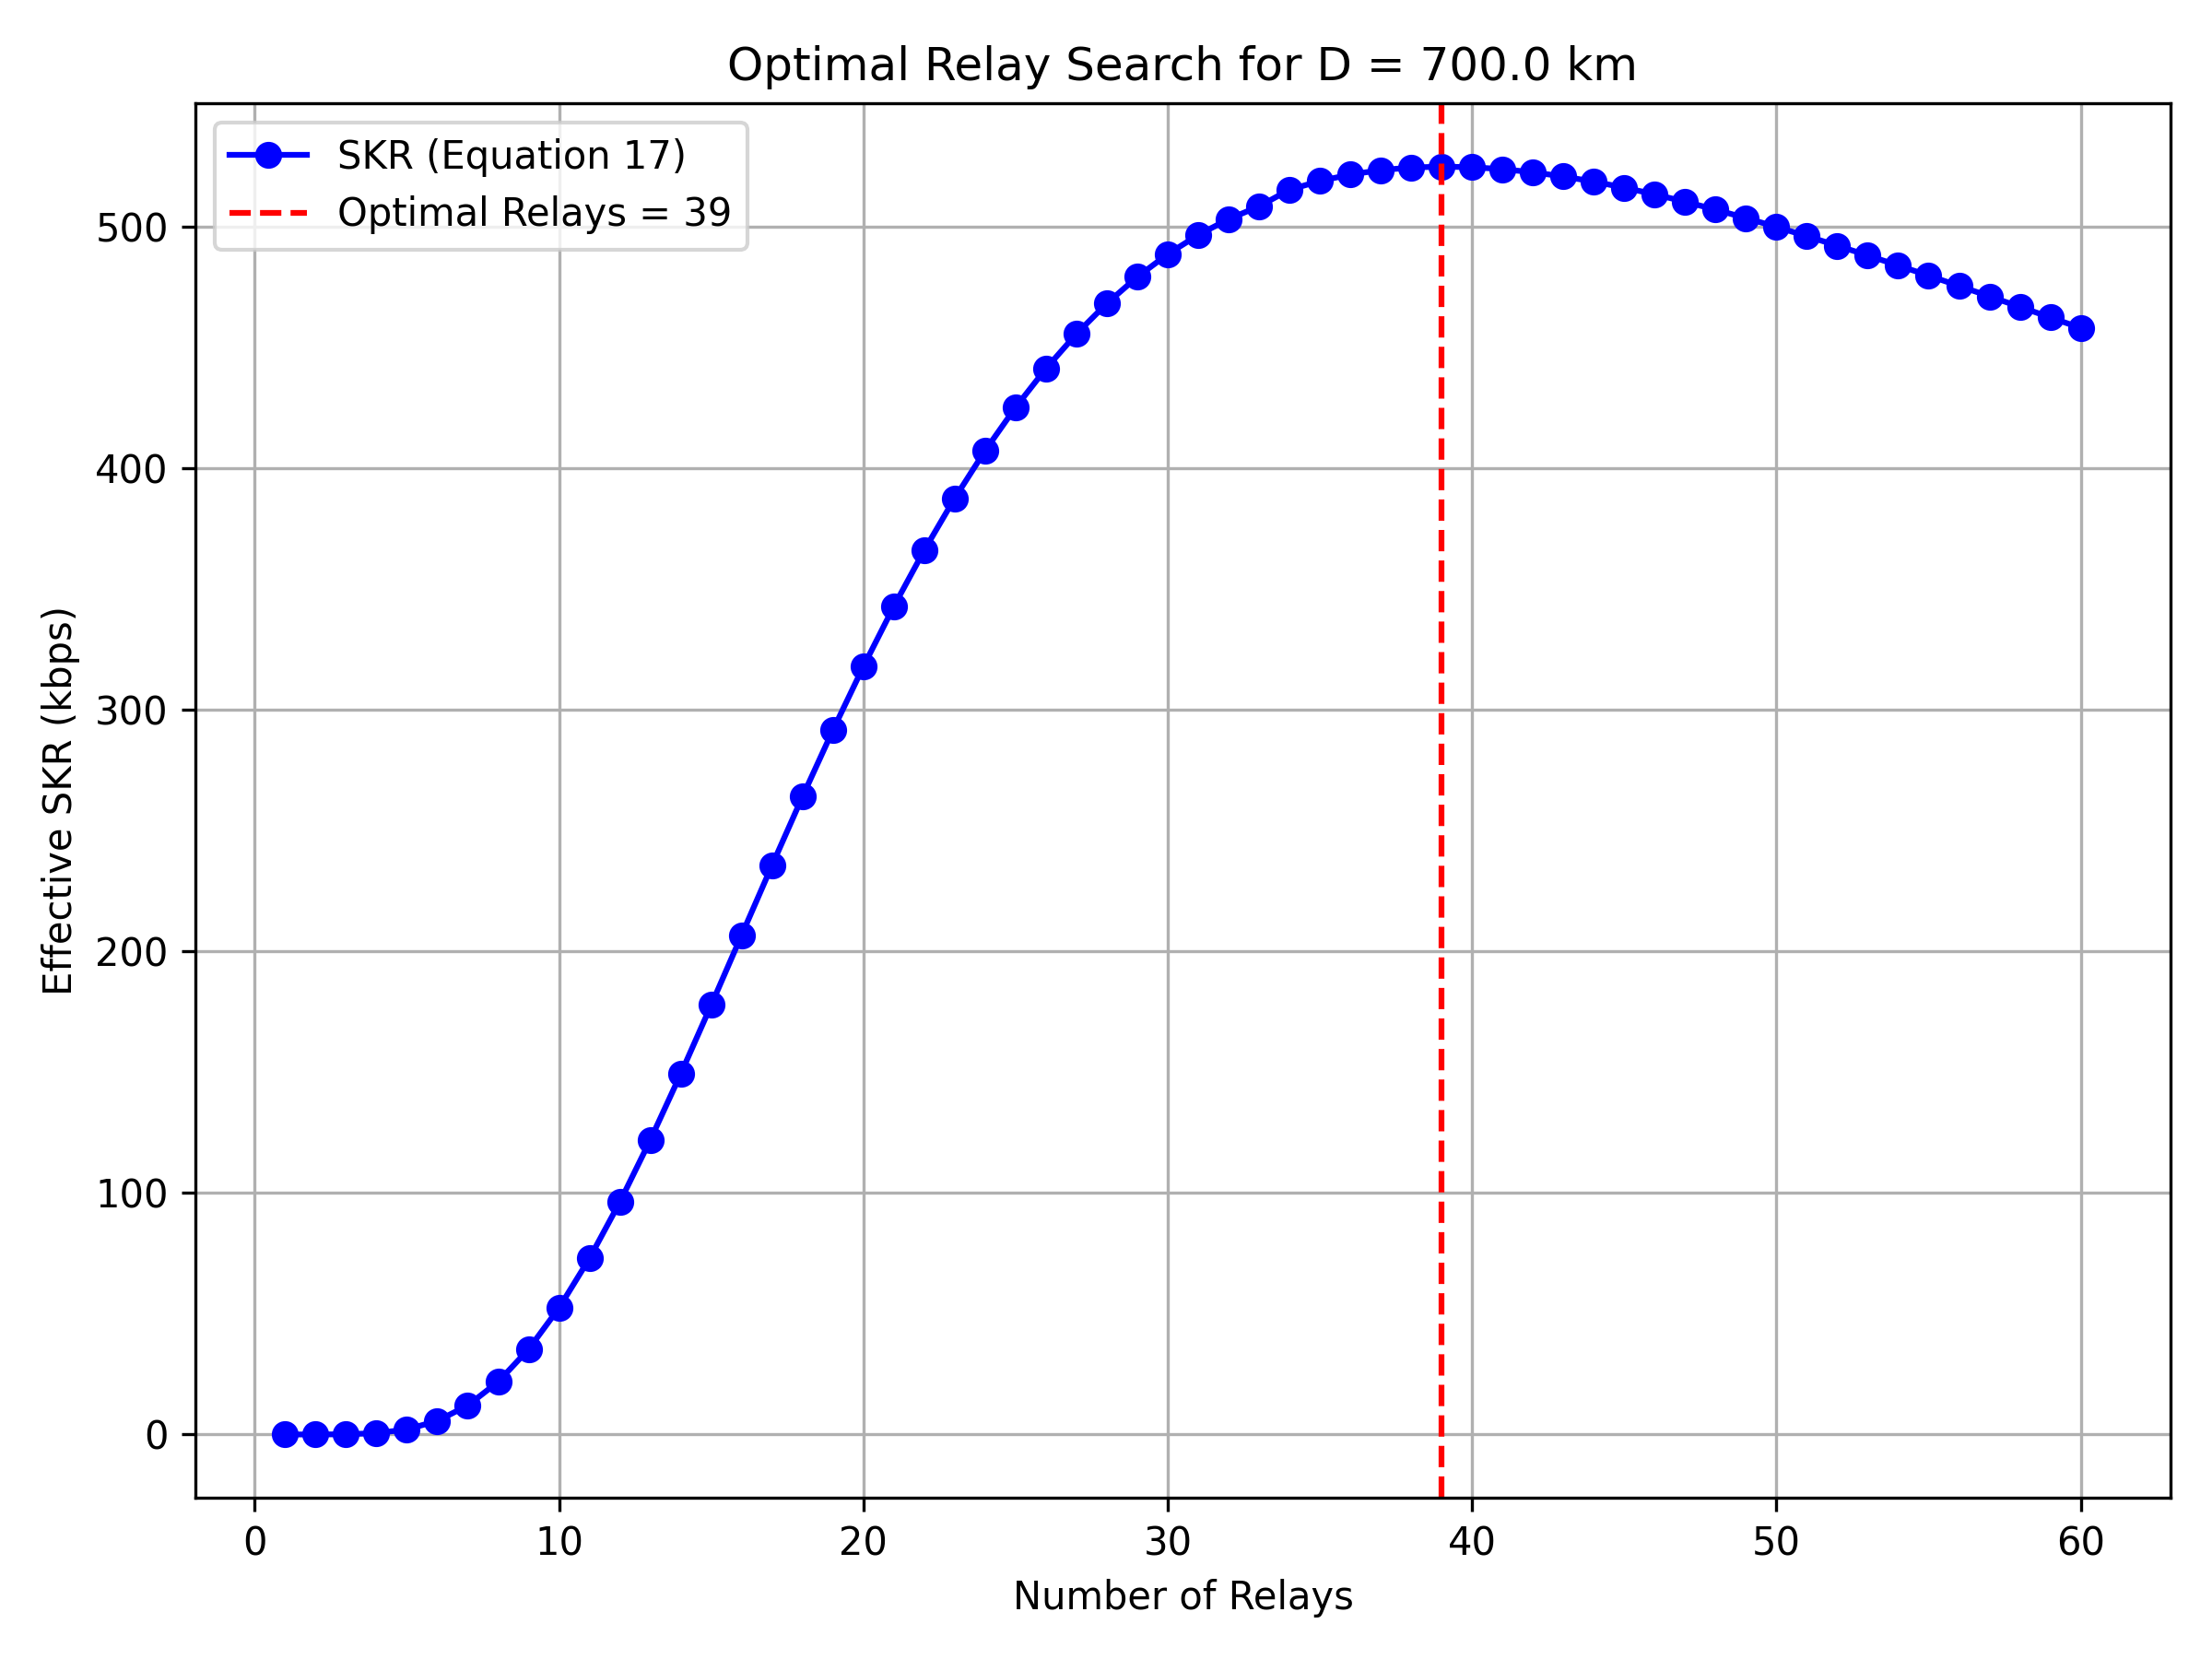 Optimal Relay Search for D = 700.0 km
SKR (Equation 17)
Optimal Relays = 39
Effective SKR (kbps)
500
400
300
200
100
0
0 10 20 30 40 50 60
Number of Relays